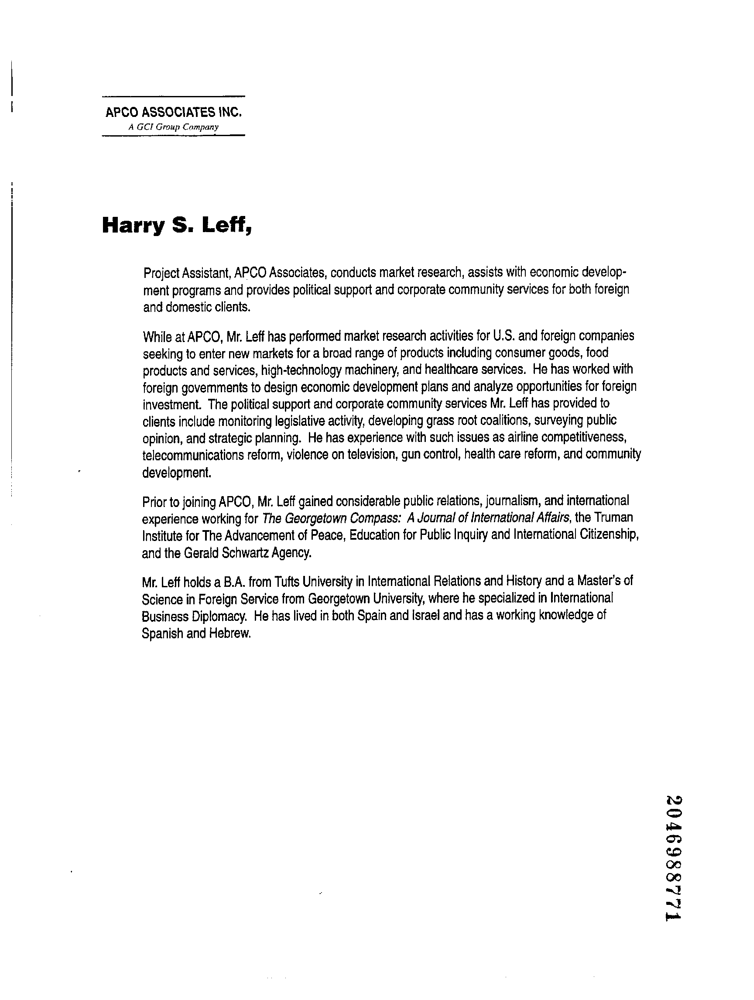 APCO ASSOCIATES INC.
A GCI Group Company
Harry S. Leff,
Project Assistant, APCO Associates, conducts market research, assists with economic develop-
ment programs and provides political support and corporate community services for both foreign
and domestic clients.
While at APCO, Mr. Leff has performed market research activities for U.S. and foreign companies
seeking to enter new markets for a broad range of products including consumer goods, food
products and services, high-technology machinery, and healthcare services. He has worked with
foreign governments to design economic development plans and analyze opportunities for foreign
investment. The political support and corporate community services Mr. Leff has provided to
clients include monitoring legislative activity, developing grass root coalitions, surveying public
opinion, and strategic planning. He has experience with such issues as airline competitiveness,
telecommunications reform, violence on television, gun control, health care reform, and community
development.
Prior to joining APCO, Mr. Leff gained considerable public relations, journalism, and international
experience working for The Georgetown Compass: A Journal of International Affairs, the Truman
Institute for The Advancement of Peace, Education for Public Inquiry and International Citizenship,
and the Gerald Schwartz Agency.
Mr. Leff holds a B.A. from Tufts University in International Relations and History and a Master's of
Science in Foreign Service from Georgetown University, where he specialized in International
Business Diplomacy. He has lived in both Spain and Israel and has a working knowledge of
Spanish and Hebrew.
2046988771